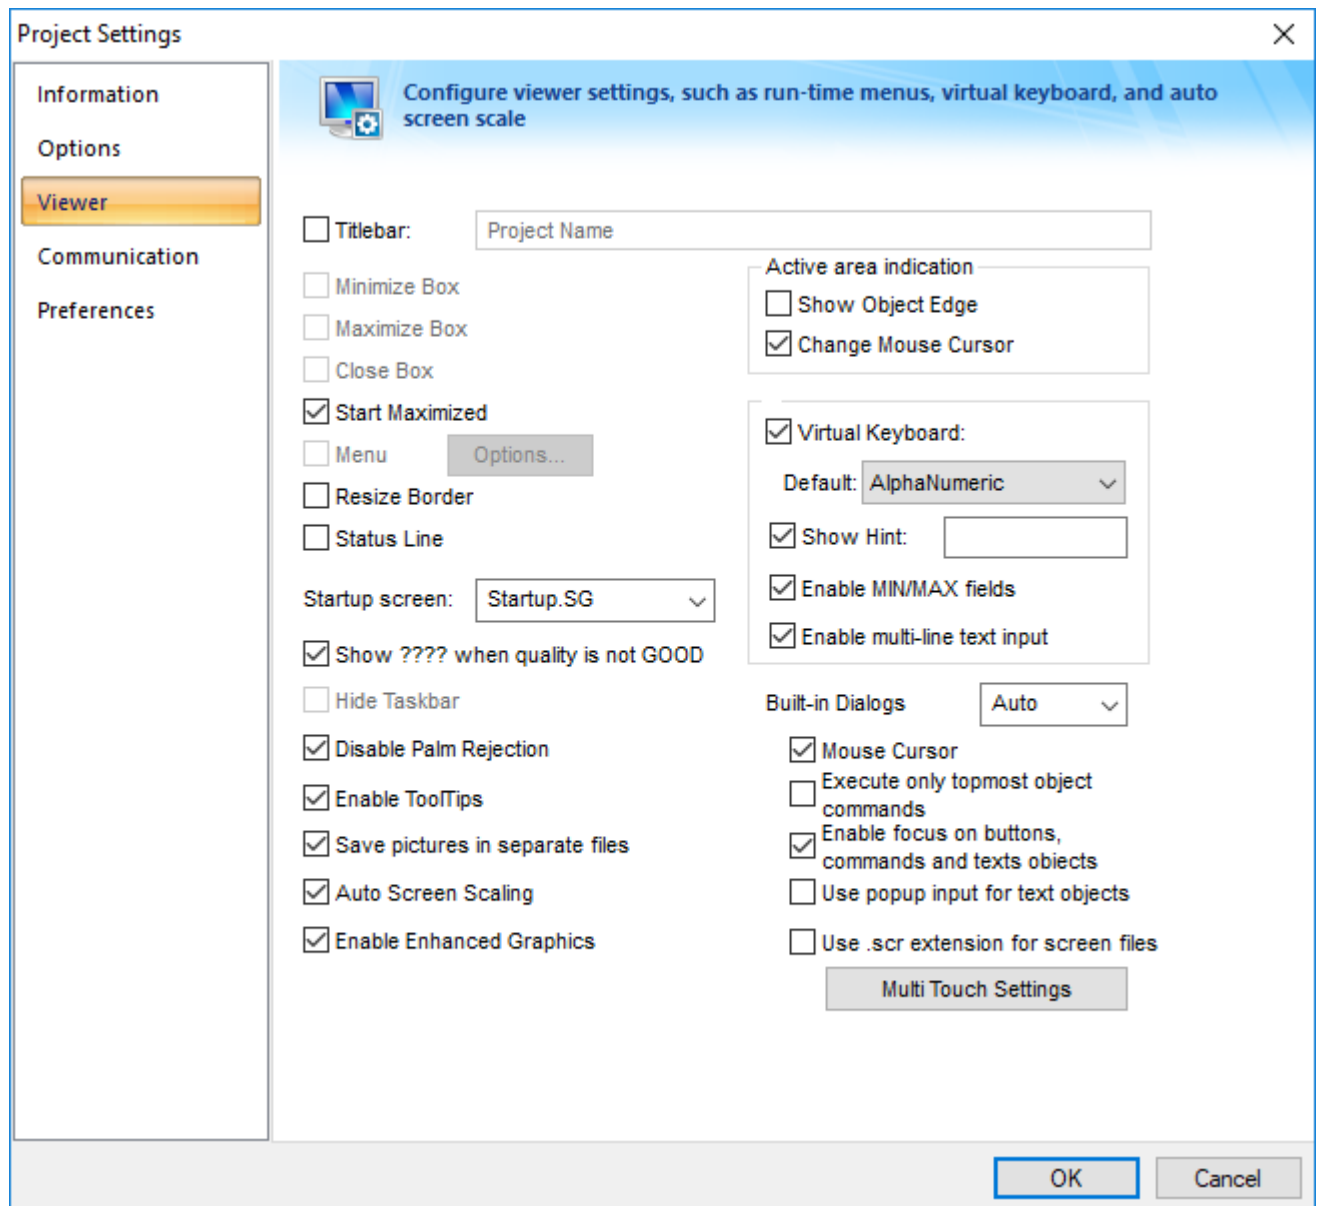 Project Settings
Information
Options
Viewer
Communication
Preferences
Configure viewer settings, such as run-time menus, virtual keyboard, and auto
screen scale
Titlebar:
Project Name
Minimize Box
Maximize Box
Close Box
Start Maximized
Menu
Options...
Resize Border
Status Line
Startup screen:
Startup.SG
Show ???? when quality is not GOOD
Hide Taskbar
Disable Palm Rejection
Enable ToolTips
Save pictures in separate files
Auto Screen Scaling
Enable Enhanced Graphics
Active area indication
Show Object Edge
Change Mouse Cursor
Virtual Keyboard:
Default:
AlphaNumeric
Show Hint:
Enable MIN/MAX fields
Enable multi-line text input
Built-in Dialogs
Auto
Mouse Cursor
Execute only topmost object
commands
Enable focus on buttons,
commands and texts objects
Use popup input for text objects
Use .scr extension for screen files
Multi Touch Settings
OK
Cancel